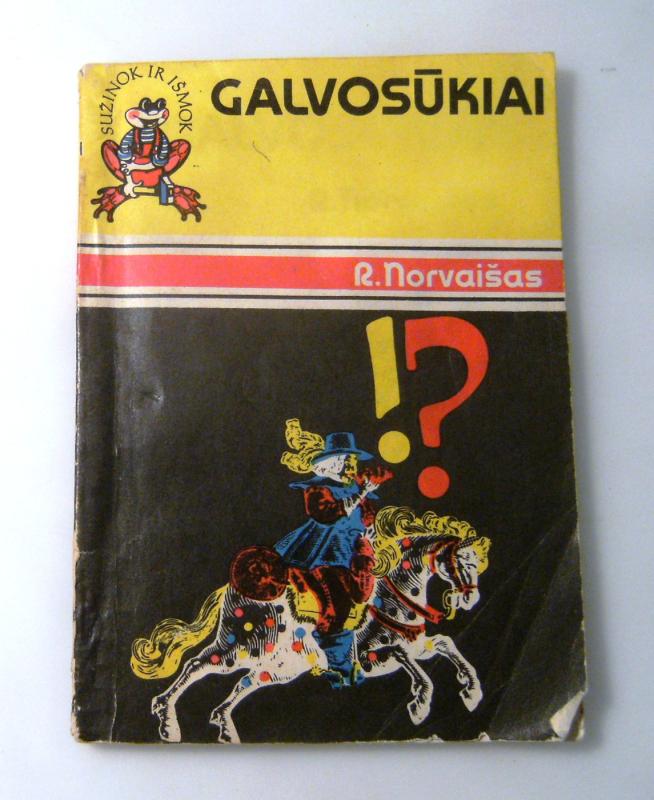 SUŽINOK IR IŠMOK
GALVOSŪKIAI
R. Norvaišas
!?